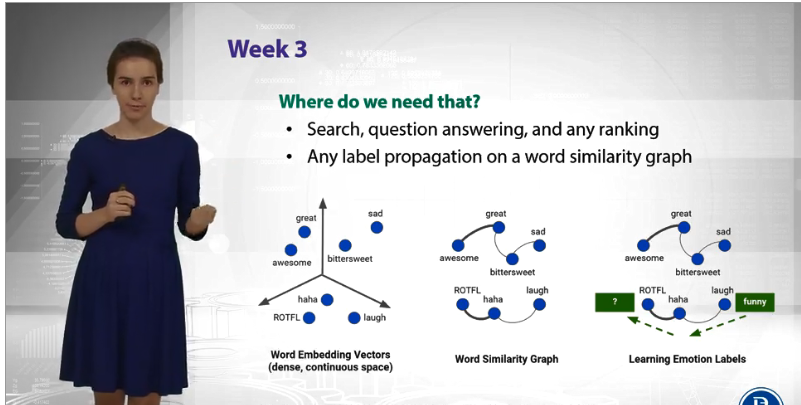 Week 3
Where do we need that?
• Search, question answering, and any ranking
• Any label propagation on a word similarity graph
great
sad
awesome
bittersweet
haha
ROTFL
laugh
Word Embedding Vectors
(dense, continuous space)
great
sad
awesome
bittersweet
ROTFL
haha
laugh
Word Similarity Graph
great
sad
awesome
bittersweet
ROTFL
haha
laugh
?
funny
Learning Emotion Labels